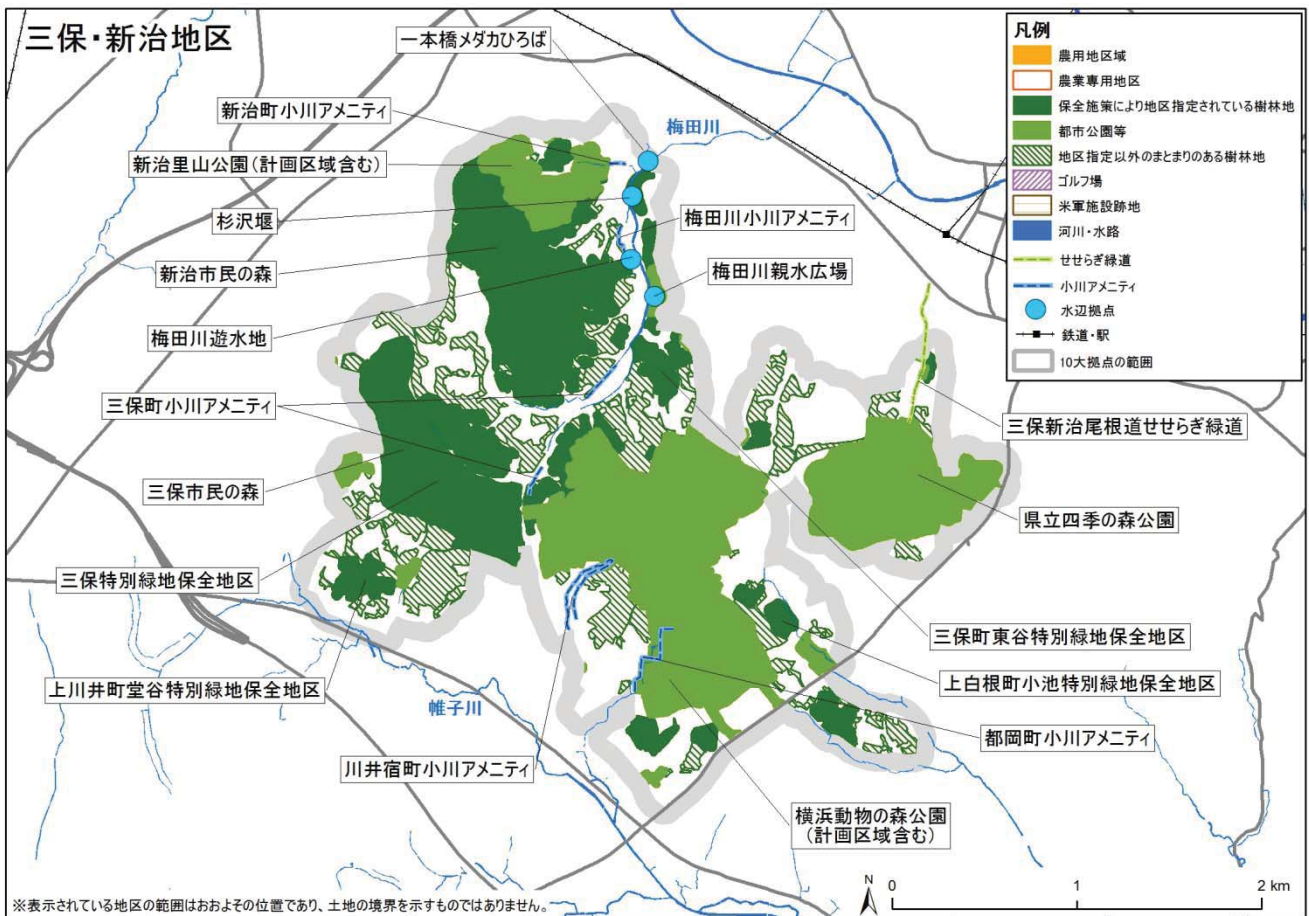 三保・新治地区
一本橋メダカひろば
新治町小川アメニティ
梅田川
新治里山公園(計画区域含む)
杉沢堰
梅田川小川アメニティ
新治市民の森
梅田川親水広場
梅田川遊水地
三保町小川アメニティ
三保新治尾根道せせらぎ緑道
三保市民の森
県立四季の森公園
三保特別緑地保全地区
三保町東谷特別緑地保全地区
上川井町堂谷特別緑地保全地区
上白根町小池特別緑地保全地区
帷子川
都岡町小川アメニティ
川井宿町小川アメニティ
横浜動物の森公園
(計画区域含む)
凡例
農用地区域
農業専用地区
保全施策により地区指定されている樹林地
都市公園等
地区指定以外のまとまりのある樹林地
ゴルフ場
米軍施設跡地
河川・水路
せせらぎ緑道
小川アメニティ
水辺拠点
鉄道・駅
10大拠点の範囲
N
0 1 2 km
※表示されている地区の範囲はおおよその位置であり、土地の境界を示すものではありません。